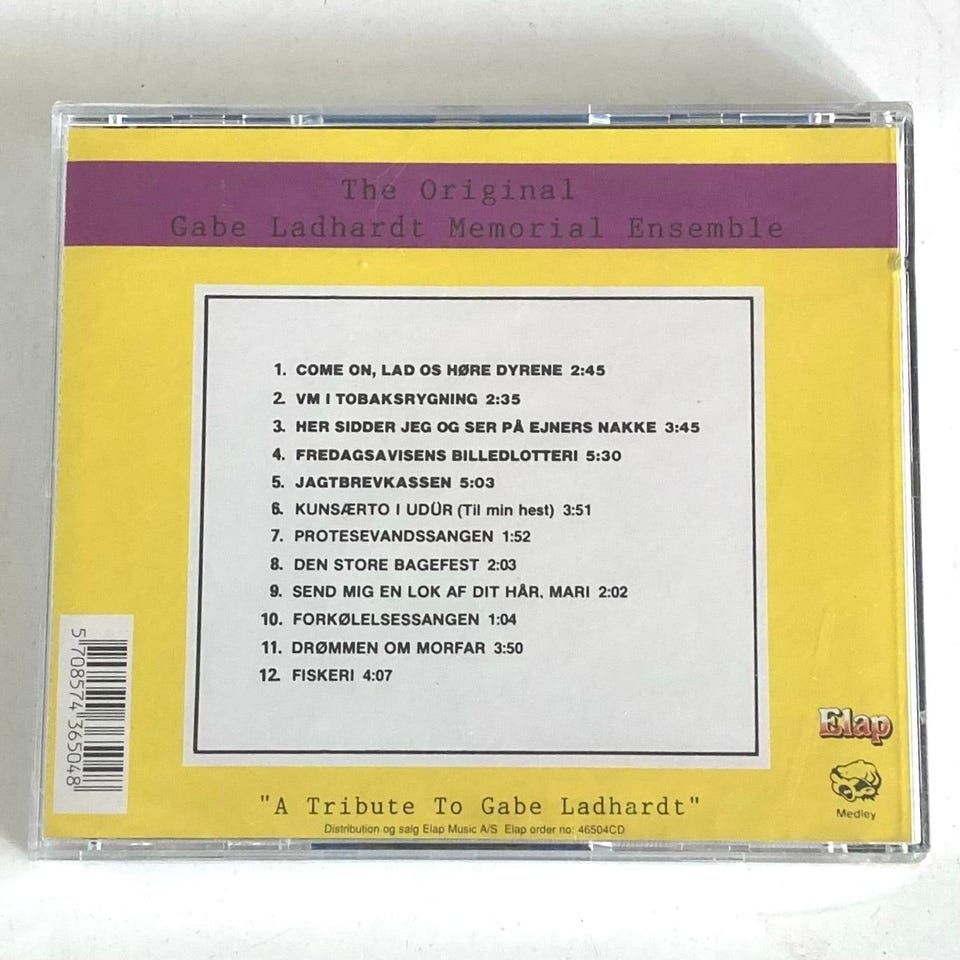 The Original
Gabe Ladhardt Memorial Ensemble
1. COME ON, LAD OS HØRE DYRENE 2:45
2. VM I TOBAKSRYGNING 2:35
3. HER SIDDER JEG OG SER PÅ EJNERS NAKKE 3:45
4. FREDAGSAVISENS BILLEDLOTTERI 5:30
5. JAGTBREVKASSEN 5:03
6. KUNSÆRTO I UDÜR (Til min hest) 3:51
7. PROTESEVANDSSANGEN 1:52
8. DEN STORE BAGEFEST 2:03
9. SEND MIG EN LOK AF DIT HÅR, MARI 2:02
10. FORKØLELSESSANGEN 1:04
11. DRØMMEN OM MORFAR 3:50
12. FISKERI 4:07
5 708574 365048
Elap
Medley
"A Tribute To Gabe Ladhardt"
Distribution og salg Elap Music A/S Elap order no: 46504CD